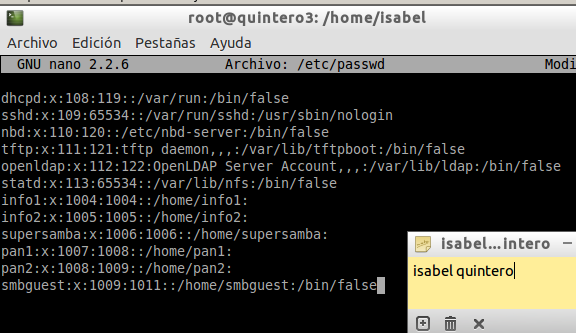 root@quintero3: /home/isabel
Archivo Edición Pestañas Ayuda
GNU nano 2.2.6 Archivo: /etc/passwd Modi
dhcpd:x:108:119::/var/run:/bin/false
sshd:x:109:65534::/var/run/sshd:/usr/sbin/nologin
nbd:x:110:120::/etc/nbd-server:/bin/false
tftp:x:111:121:tftp daemon,,,:/var/lib/tftpboot:/bin/false
openldap:x:112:122:OpenLDAP Server Account,,,:/var/lib/ldap:/bin/false
statd:x:113:65534::/var/lib/nfs:/bin/false
info1:x:1004:1004::/home/info1:
info2:x:1005:1005::/home/info2:
supersamba:x:1006:1006::/home/supersamba:
pan1:x:1007:1008::/home/pan1:
pan2:x:1008:1009::/home/pan2:
smbguest:x:1009:1011::/home/smbguest:/bin/false
isabel...intero
isabel quintero